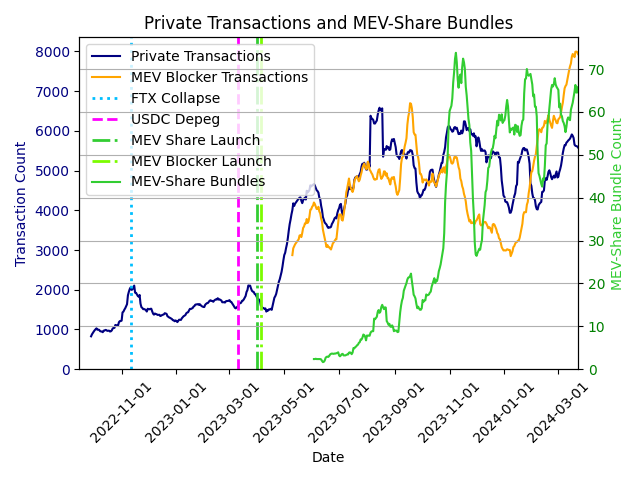 Private Transactions and MEV-Share Bundles
Private Transactions
MEV Blocker Transactions
FTX Collapse
USDC Depeg
MEV Share Launch
MEV Blocker Launch
MEV-Share Bundles
Transaction Count
8000
7000
6000
5000
4000
3000
2000
1000
0
MEV-Share Bundle Count
70
60
50
40
30
20
10
0
2022-11-01
2023-01-01
2023-03-01
2023-05-01
2023-07-01
2023-09-01
2023-11-01
2024-01-01
2024-03-01
Date